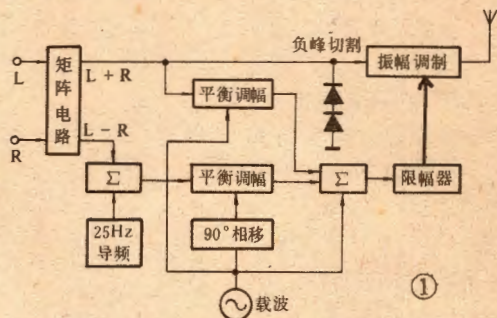 负峰切割
L
矩阵电路
L + R
振幅调制
平衡调幅
R
L - R
Σ
平衡调幅
Σ
限幅器
25Hz
导频
90°相移
载波
①